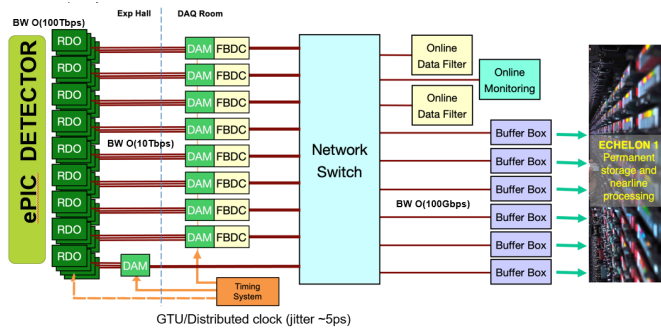 Exp Hall
DAQ Room
BW O(100Tbps)
ePIC DETECTOR
RDO
RDO
RDO
RDO
RDO
RDO
RDO
RDO
RDO
BW O(10Tbps)
DAM FBDC
DAM FBDC
DAM FBDC
DAM FBDC
DAM FBDC
DAM FBDC
DAM FBDC
DAM FBDC
DAM
Timing
System
GTU/Distributed clock (jitter ~5ps)
Network
Switch
Online
Data Filter
Online
Monitoring
Online
Data Filter
BW O(100Gbps)
Buffer Box
Buffer Box
Buffer Box
Buffer Box
Buffer Box
Buffer Box
ECHELON 1
Permanent
storage and
nearline
processing